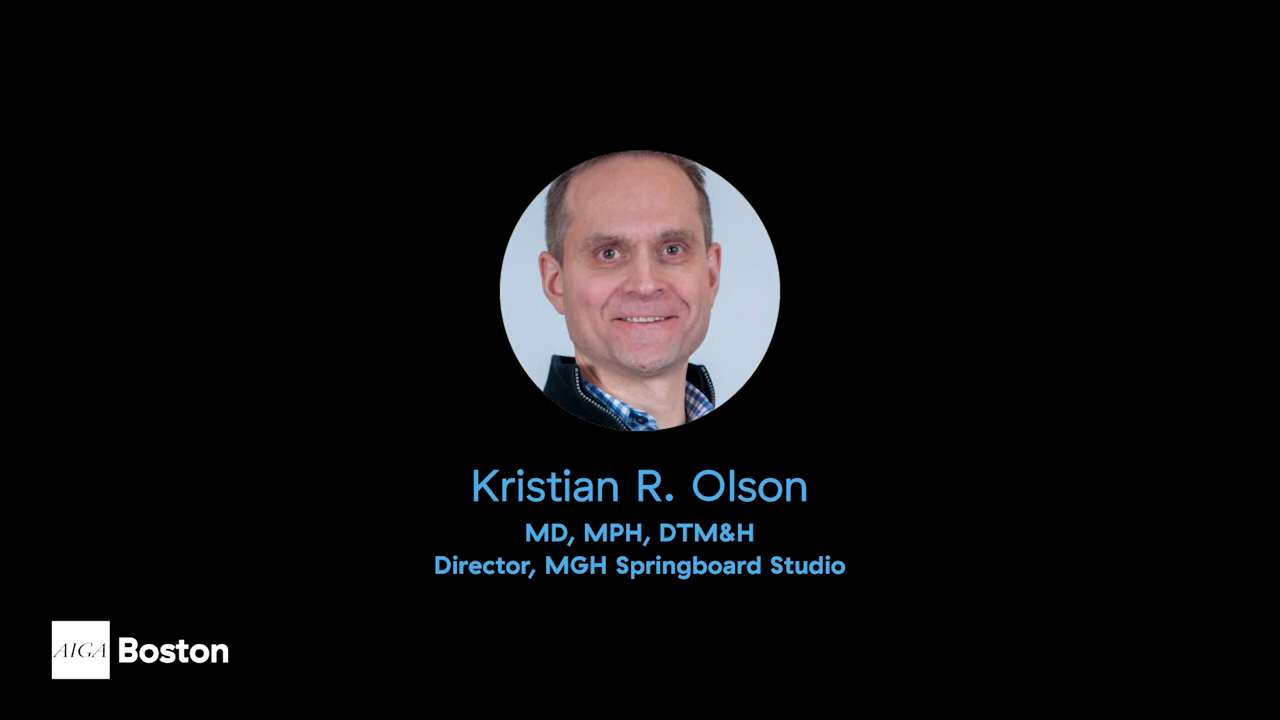 Kristian R. Olson
MD, MPH, DTM&H
Director, MGH Springboard Studio
AIGA Boston